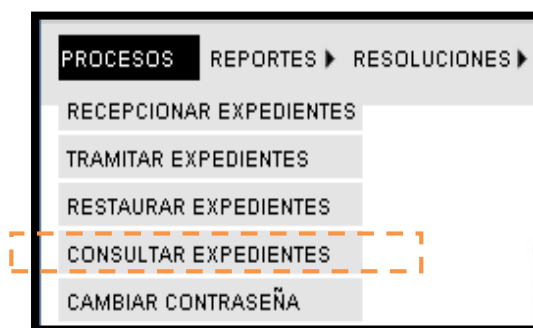 PROCESOS REPORTES RESOLUCIONES
RECEPCIONAR EXPEDIENTES
TRAMITAR EXPEDIENTES
RESTAURAR EXPEDIENTES
CONSULTAR EXPEDIENTES
CAMBIAR CONTRASEÑA